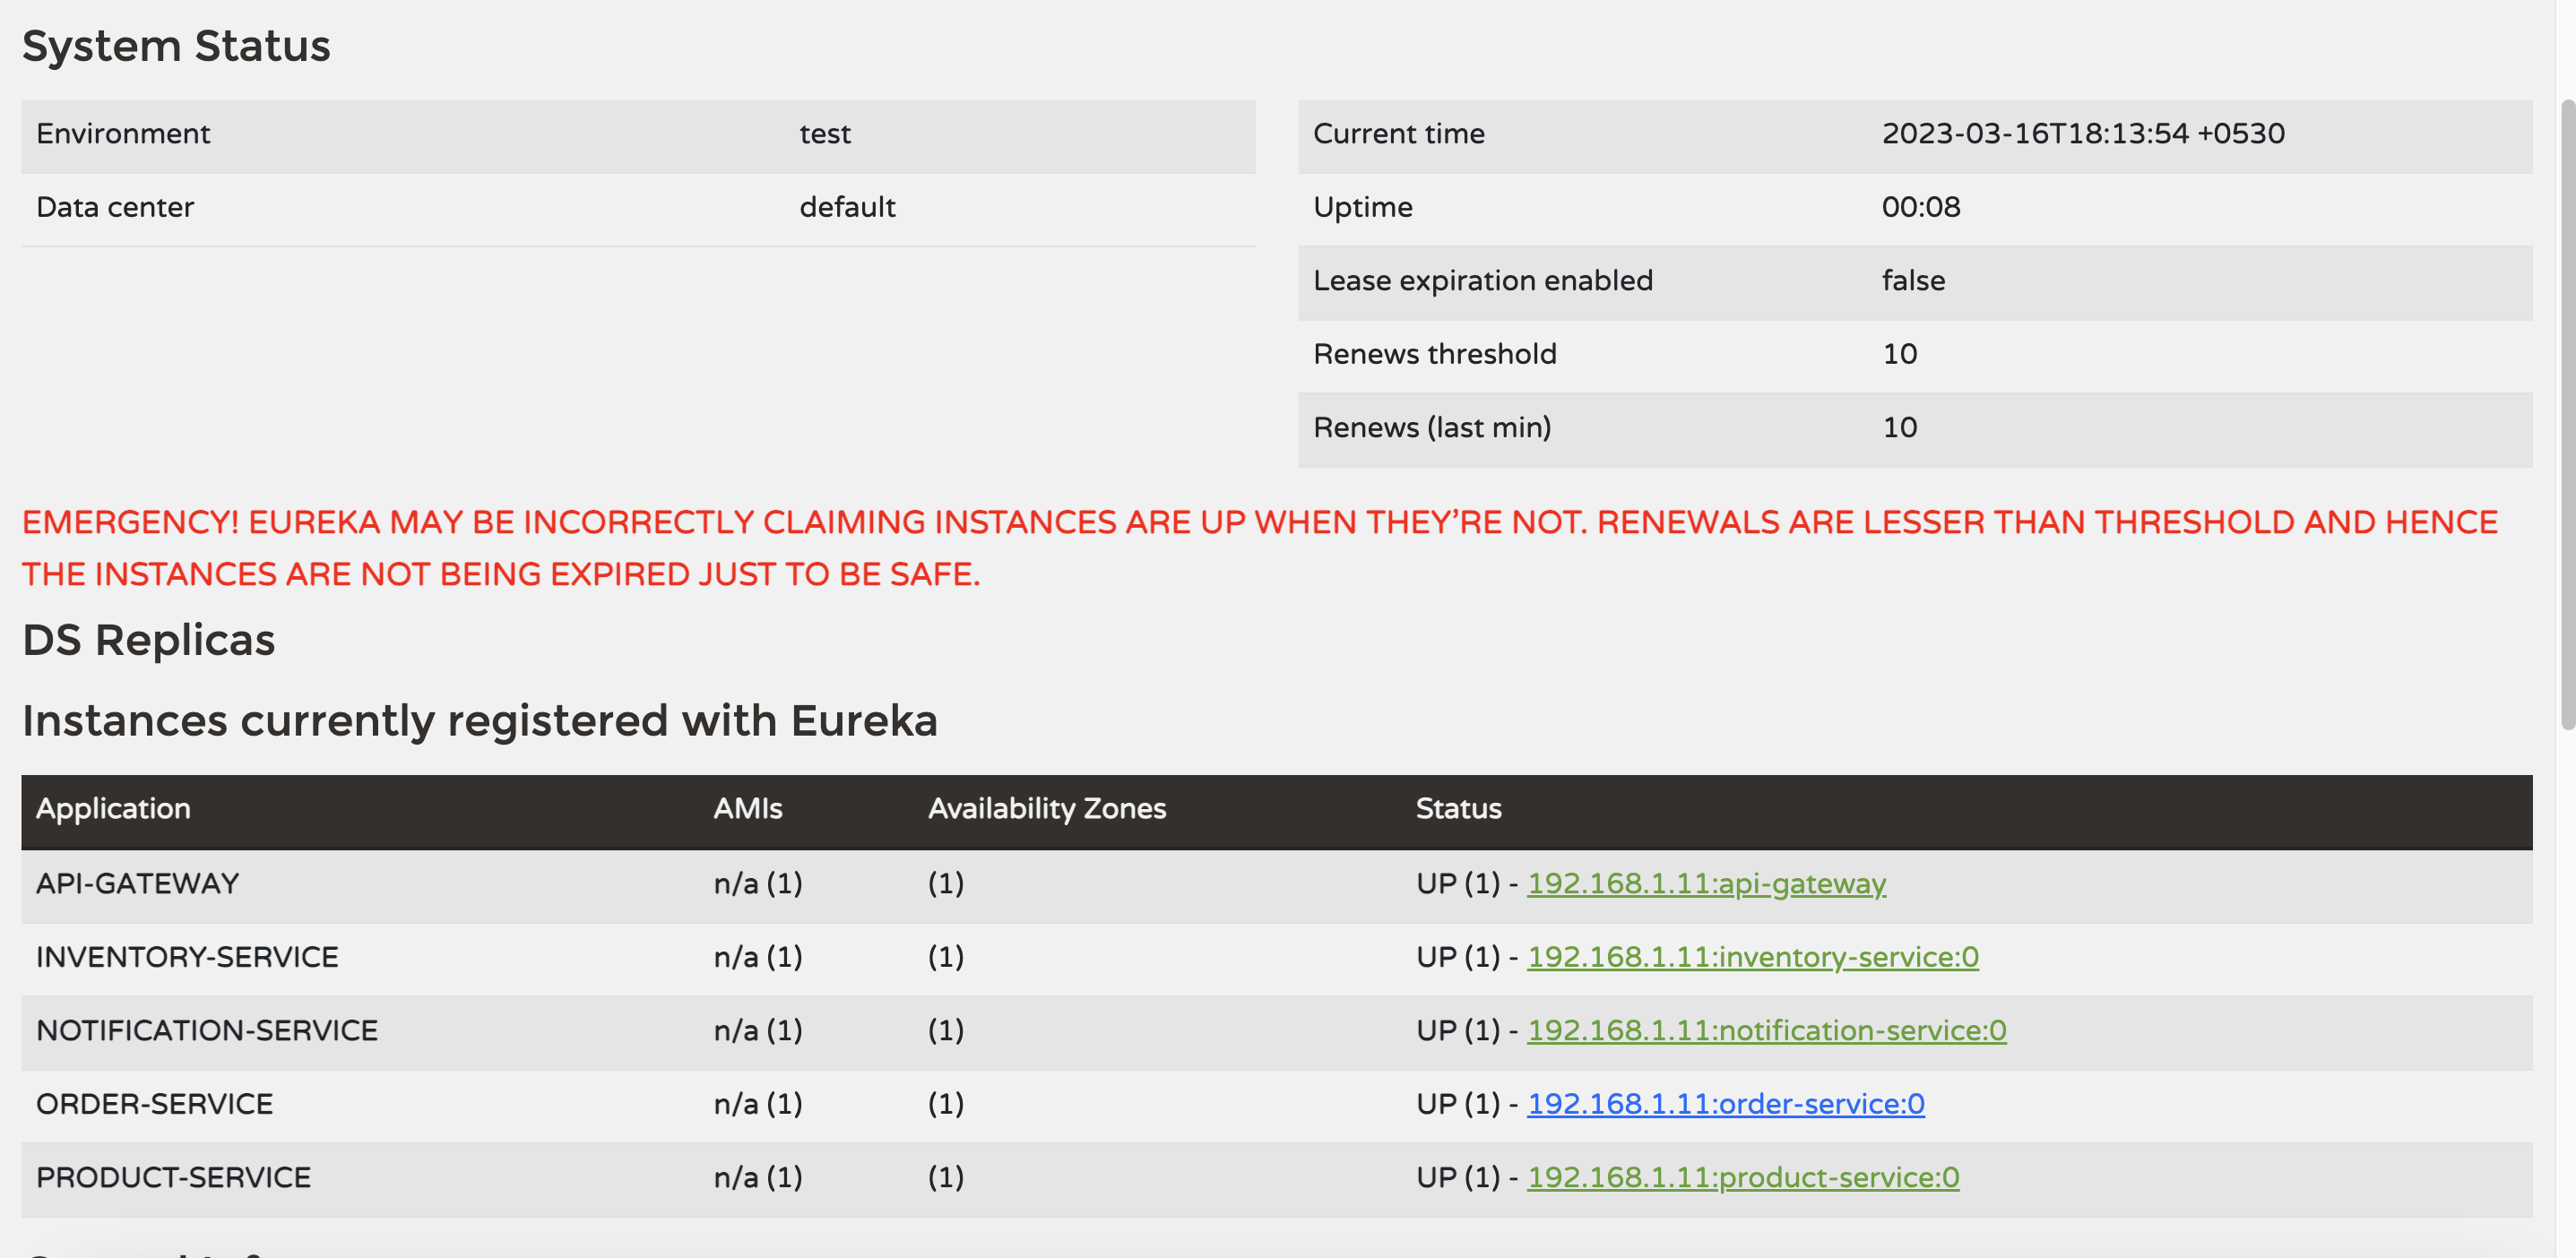 System Status
Environment test
Data center default
Current time 2023-03-16T18:13:54 +0530
Uptime 00:08
Lease expiration enabled false
Renews threshold 10
Renews (last min) 10
EMERGENCY! EUREKA MAY BE INCORRECTLY CLAIMING INSTANCES ARE UP WHEN THEY’RE NOT. RENEWALS ARE LESSER THAN THRESHOLD AND HENCE
THE INSTANCES ARE NOT BEING EXPIRED JUST TO BE SAFE.
DS Replicas
Instances currently registered with Eureka
Application AMIs Availability Zones Status
API-GATEWAY n/a (1) (1) UP (1) - 192.168.1.11:api-gateway
INVENTORY-SERVICE n/a (1) (1) UP (1) - 192.168.1.11:inventory-service:0
NOTIFICATION-SERVICE n/a (1) (1) UP (1) - 192.168.1.11:notification-service:0
ORDER-SERVICE n/a (1) (1) UP (1) - 192.168.1.11:order-service:0
PRODUCT-SERVICE n/a (1) (1) UP (1) - 192.168.1.11:product-service:0